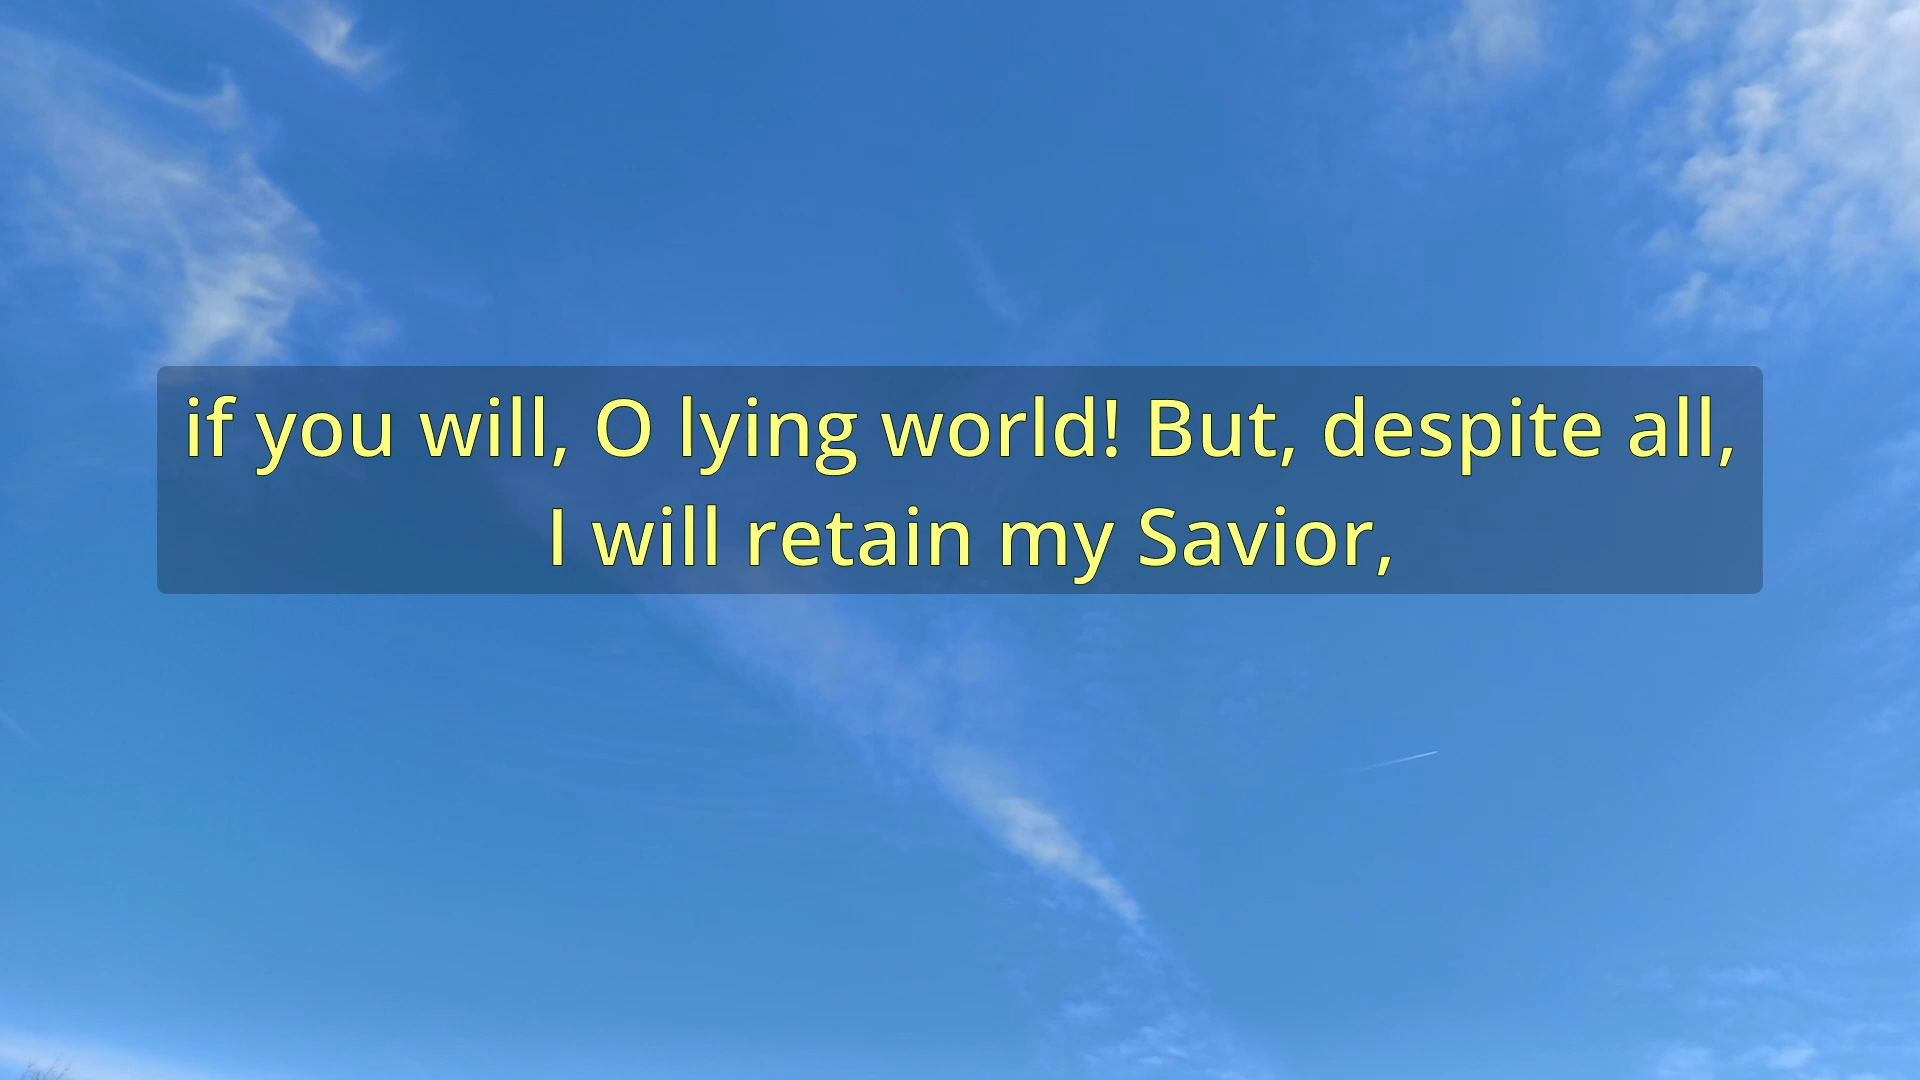 if you will, O lying world! But, despite all,
I will retain my Savior,